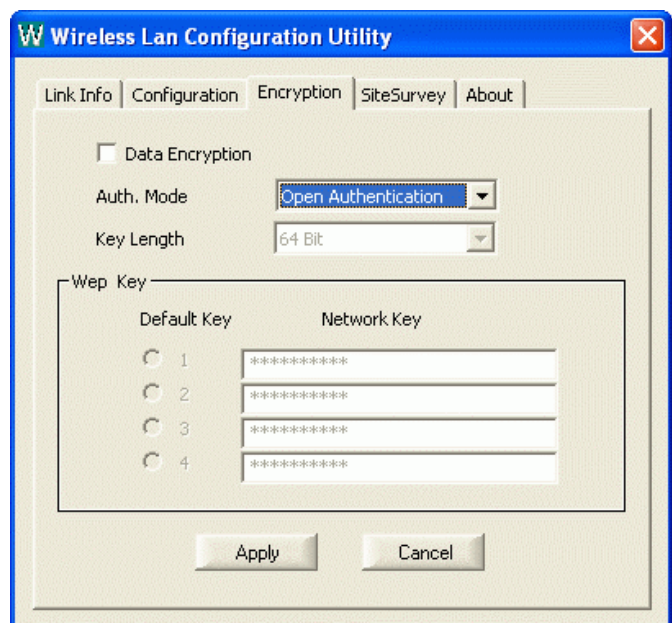 W Wireless Lan Configuration Utility
Link Info Configuration Encryption SiteSurvey About
Data Encryption
Auth. Mode Open Authentication
Key Length 64 Bit
Wep Key
Default Key Network Key
1 **********
2 **********
3 **********
4 **********
Apply Cancel